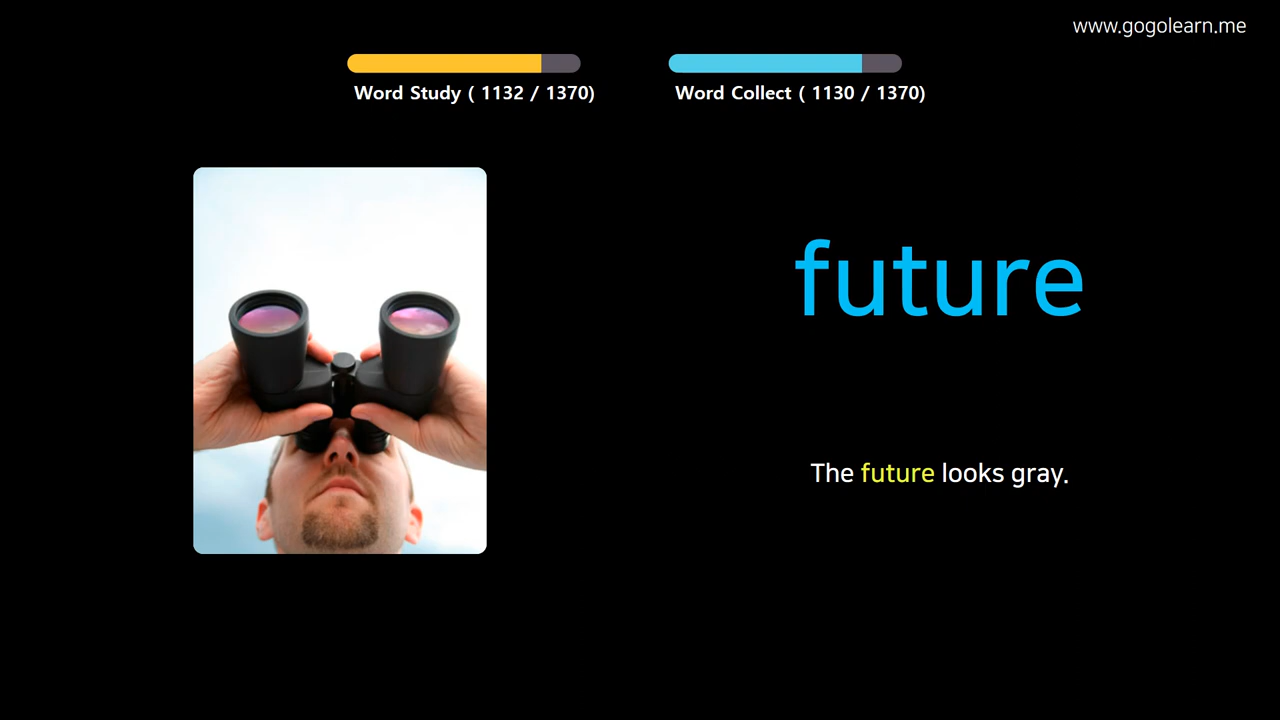 www.gogolearn.me
Word Study ( 1132 / 1370)
Word Collect ( 1130 / 1370)
future
The future looks gray.